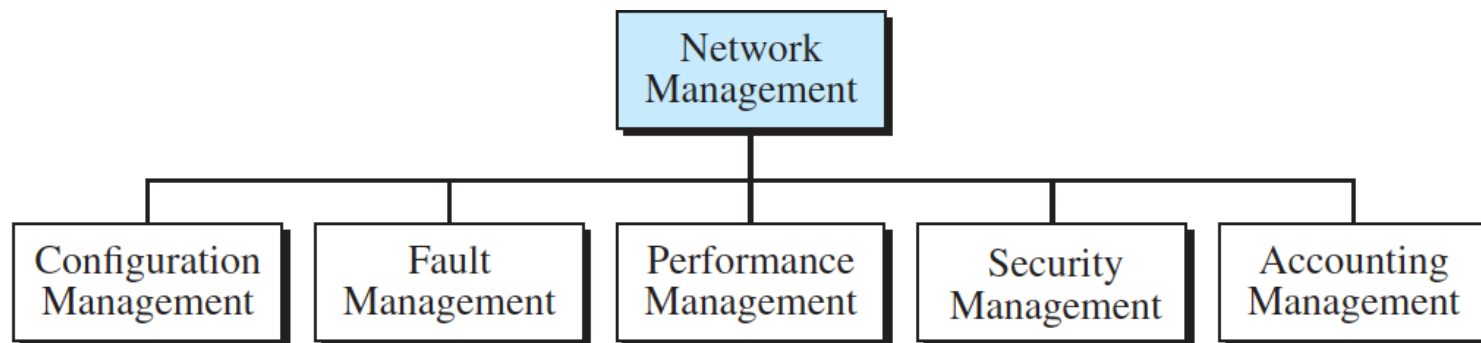 Network
Management
Configuration
Management
Fault
Management
Performance
Management
Security
Management
Accounting
Management